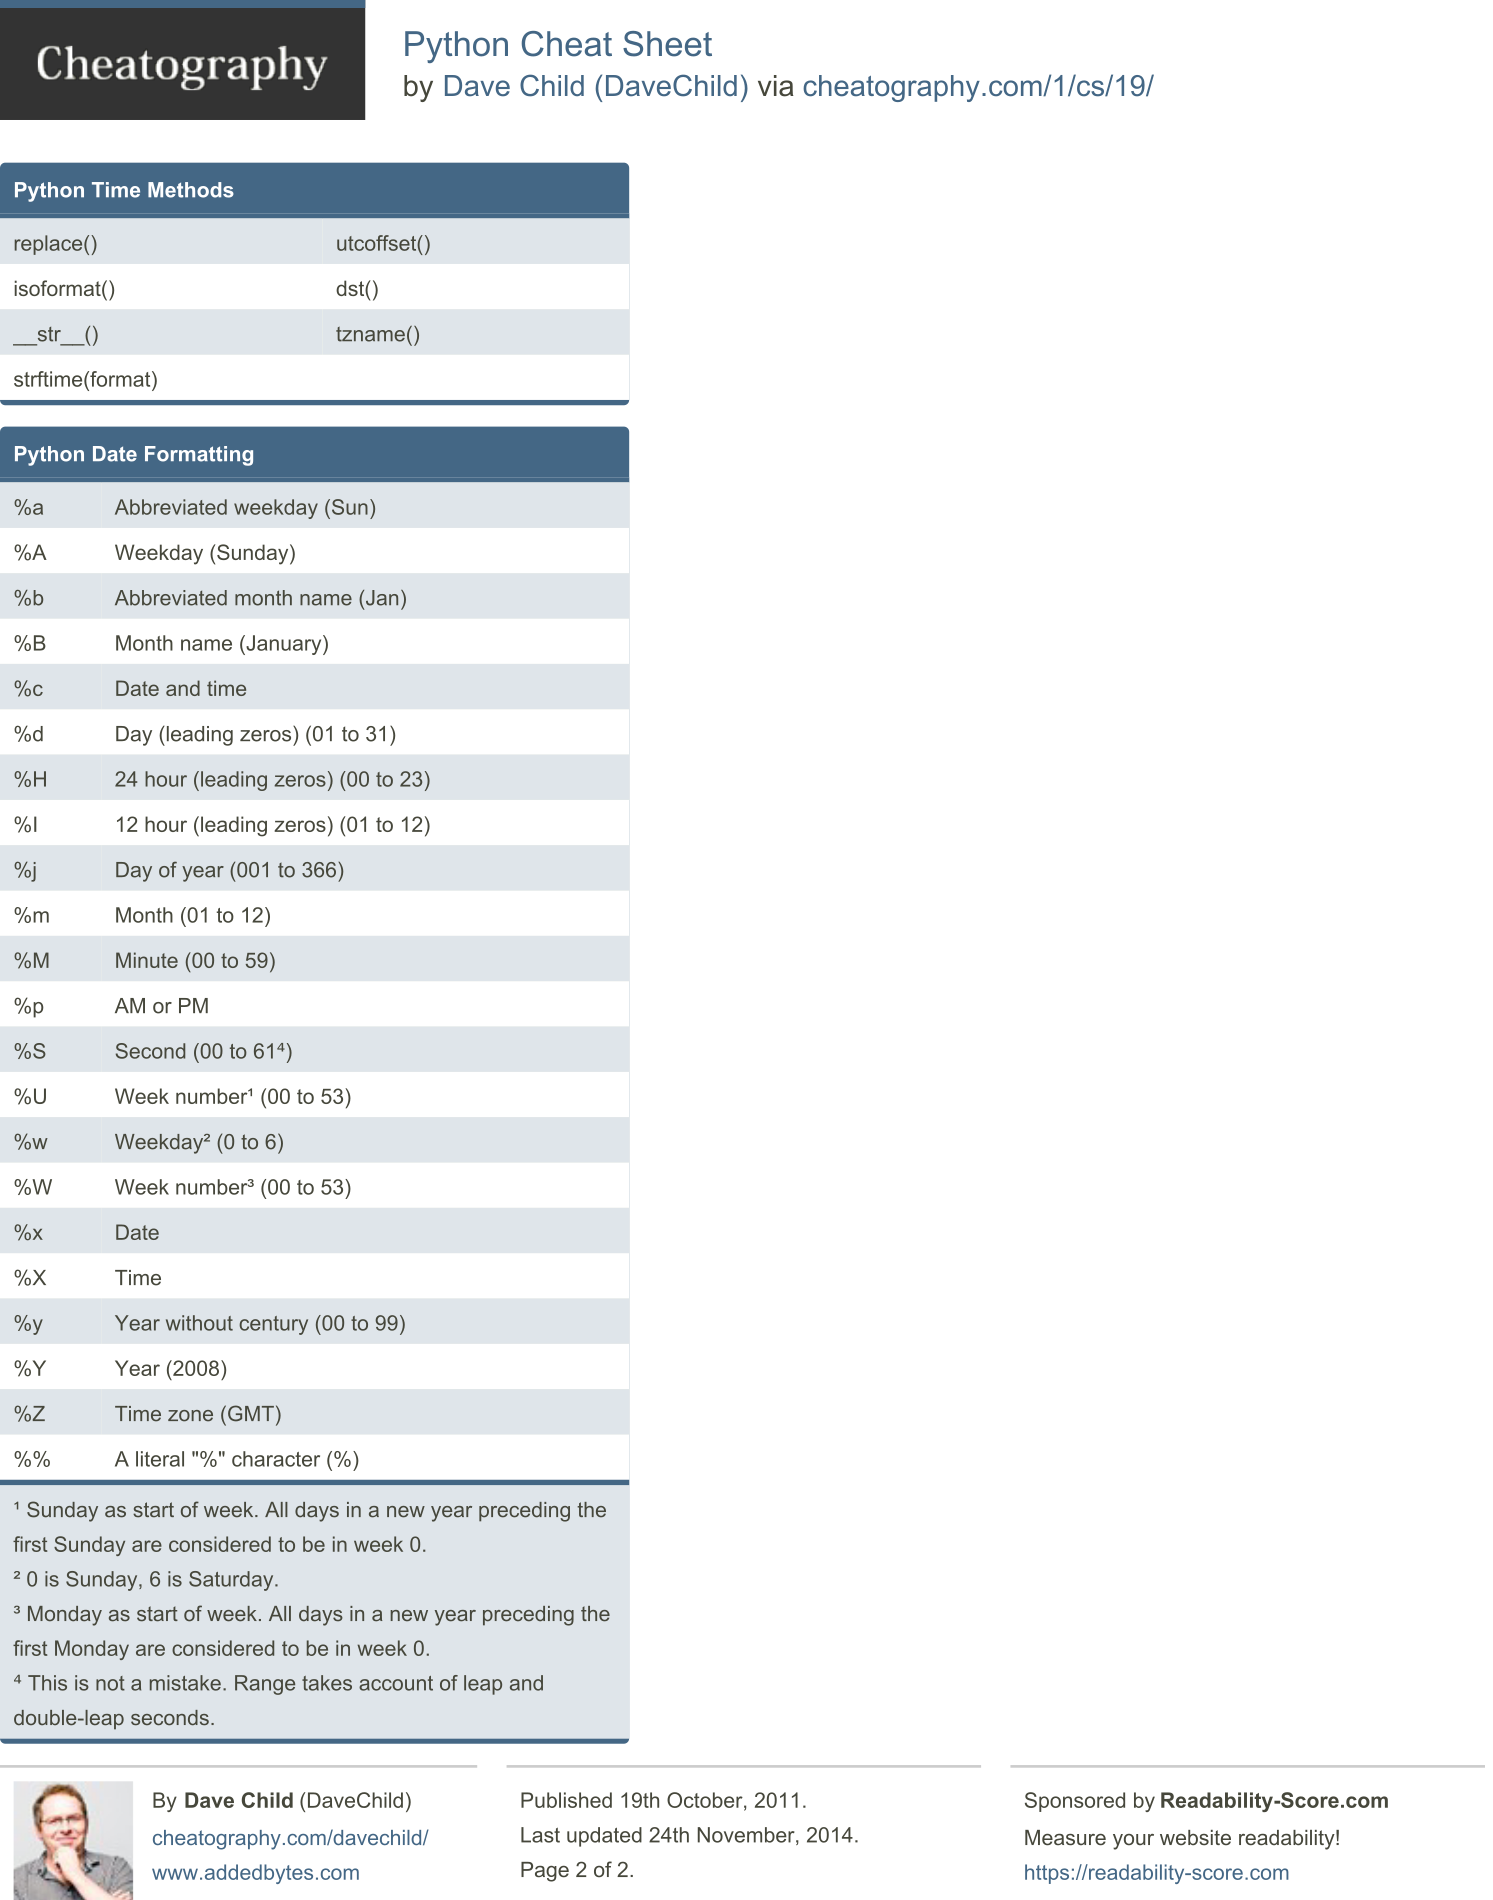 Cheatography
Python Cheat Sheet
by Dave Child (DaveChild) via cheatography.com/1/cs/19/
Python Time Methods
replace() utcoffset()
isoformat() dst()
__str__() tzname()
strftime(format)
Python Date Formatting
%a Abbreviated weekday (Sun)
%A Weekday (Sunday)
%b Abbreviated month name (Jan)
%B Month name (January)
%c Date and time
%d Day (leading zeros) (01 to 31)
%H 24 hour (leading zeros) (00 to 23)
%I 12 hour (leading zeros) (01 to 12)
%j Day of year (001 to 366)
%m Month (01 to 12)
%M Minute (00 to 59)
%p AM or PM
%S Second (00 to 61⁴)
%U Week number¹ (00 to 53)
%w Weekday² (0 to 6)
%W Week number³ (00 to 53)
%x Date
%X Time
%y Year without century (00 to 99)
%Y Year (2008)
%Z Time zone (GMT)
%% A literal "%" character (%)
¹ Sunday as start of week. All days in a new year preceding the
first Sunday are considered to be in week 0.
² 0 is Sunday, 6 is Saturday.
³ Monday as start of week. All days in a new year preceding the
first Monday are considered to be in week 0.
⁴ This is not a mistake. Range takes account of leap and
double-leap seconds.
By Dave Child (DaveChild)
cheatography.com/davechild/
www.addedbytes.com
Published 19th October, 2011.
Last updated 24th November, 2014.
Page 2 of 2.
Sponsored by Readability-Score.com
Measure your website readability!
https://readability-score.com